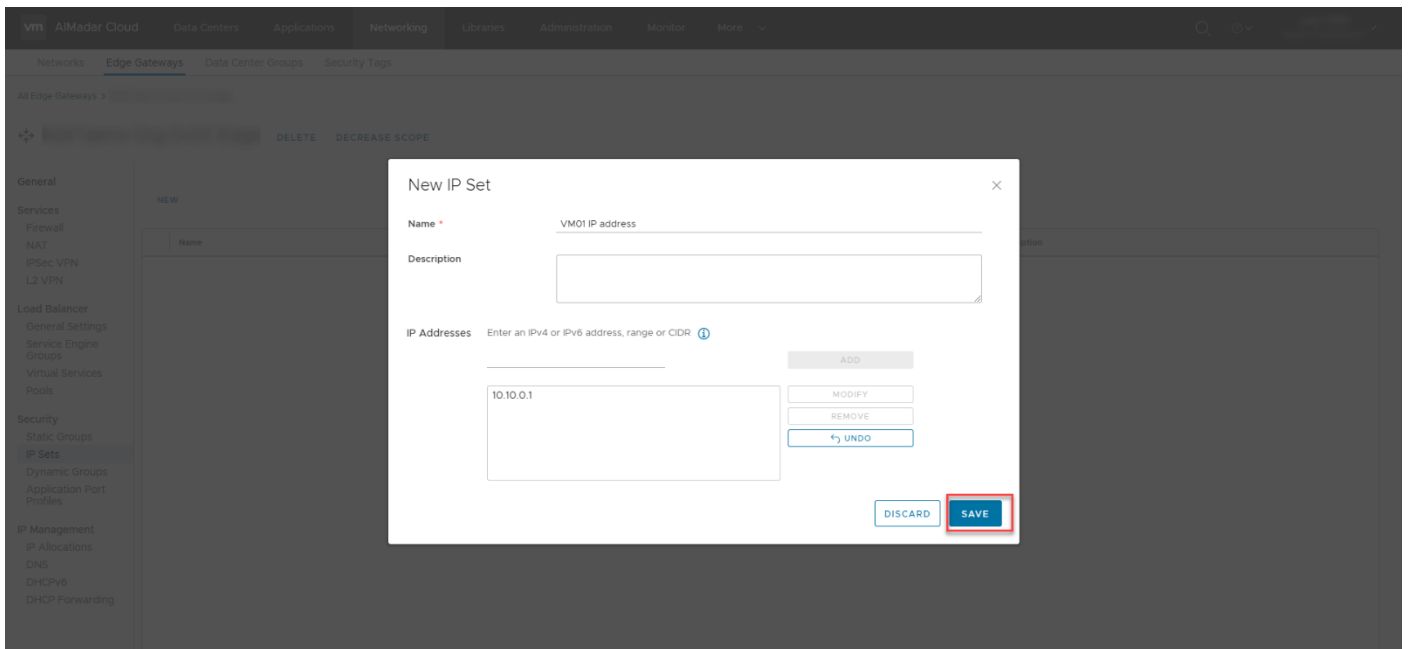 vm AlMadar Cloud Data Centers Applications Networking Libraries Administration Monitor More
Networks Edge Gateways Data Center Groups Security Tags
All Edge Gateways >
DELETE DECREASE SCOPE
General
Services
Firewall
NAT
IPSec VPN
L2 VPN
Load Balancer
General Settings
Service Engine
Groups
Virtual Services
Pools
Security
Static Groups
IP Sets
Dynamic Groups
Application Port
Profiles
IP Management
IP Allocations
DNS
DHCPv6
DHCP Forwarding
NEW
Name
New IP Set
Name *
VM01 IP address
Description
IP Addresses Enter an IPv4 or IPv6 address, range or CIDR
ADD
10.10.0.1
MODIFY
REMOVE
UNDO
DISCARD SAVE